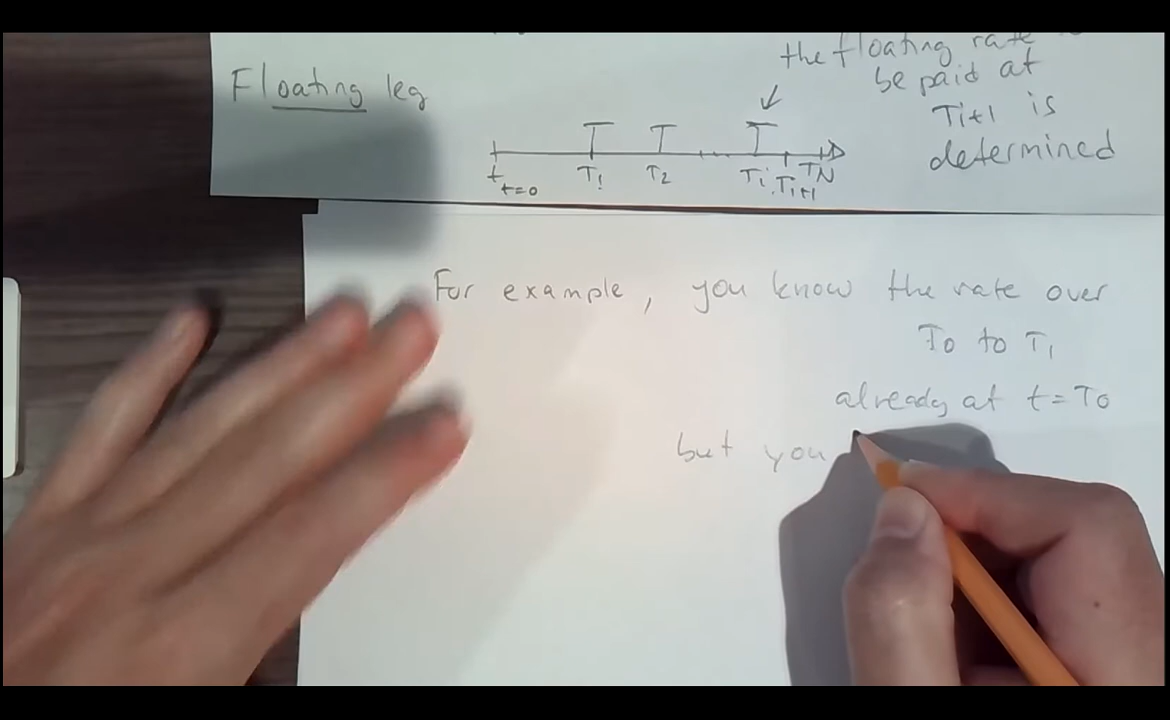 the floating rate
be paid at
Ti+1 is
determined
Floating leg
t t=0 T1 T2 Ti Ti+1 TN
For example, you know the rate over
T0 to T1
already at t=T0
but you